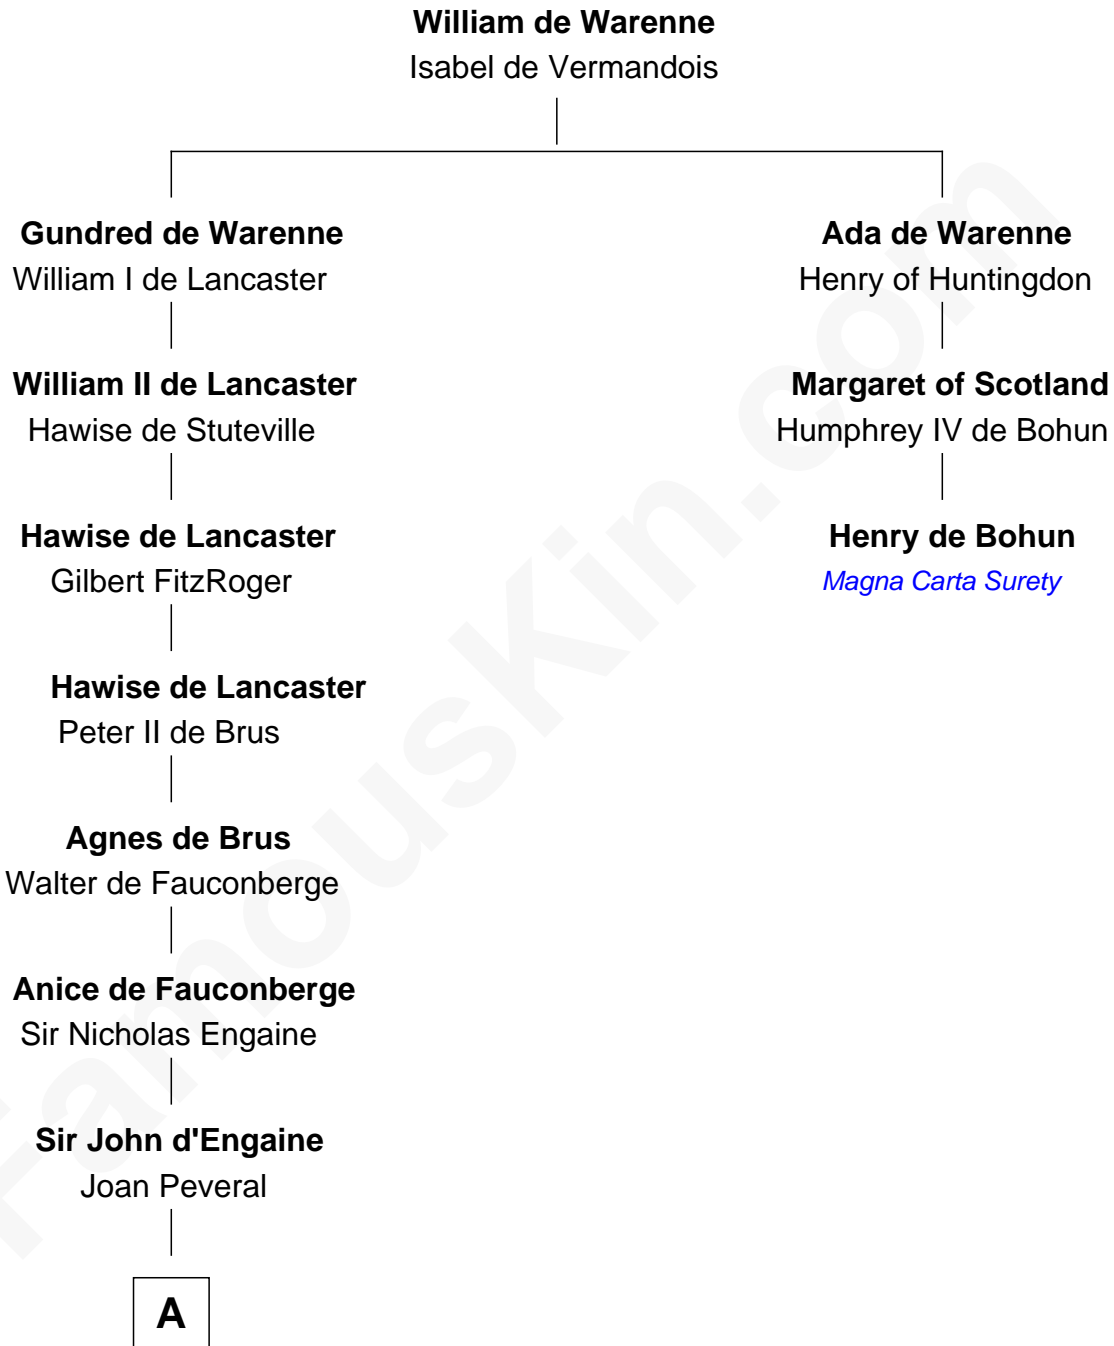 William de Warenne
Isabel de Vermandois
Gundred de Warenne
William I de Lancaster
Ada de Warenne
Henry of Huntingdon
William II de Lancaster
Hawise de Stuteville
Margaret of Scotland
Humphrey IV de Bohun
Hawise de Lancaster
Gilbert FitzRoger
Henry de Bohun
Magna Carta Surety
Hawise de Lancaster
Peter II de Brus
Agnes de Brus
Walter de Fauconberge
Anice de Fauconberge
Sir Nicholas Engaine
Sir John d'Engaine
Joan Peveral
A
FamousKin.com